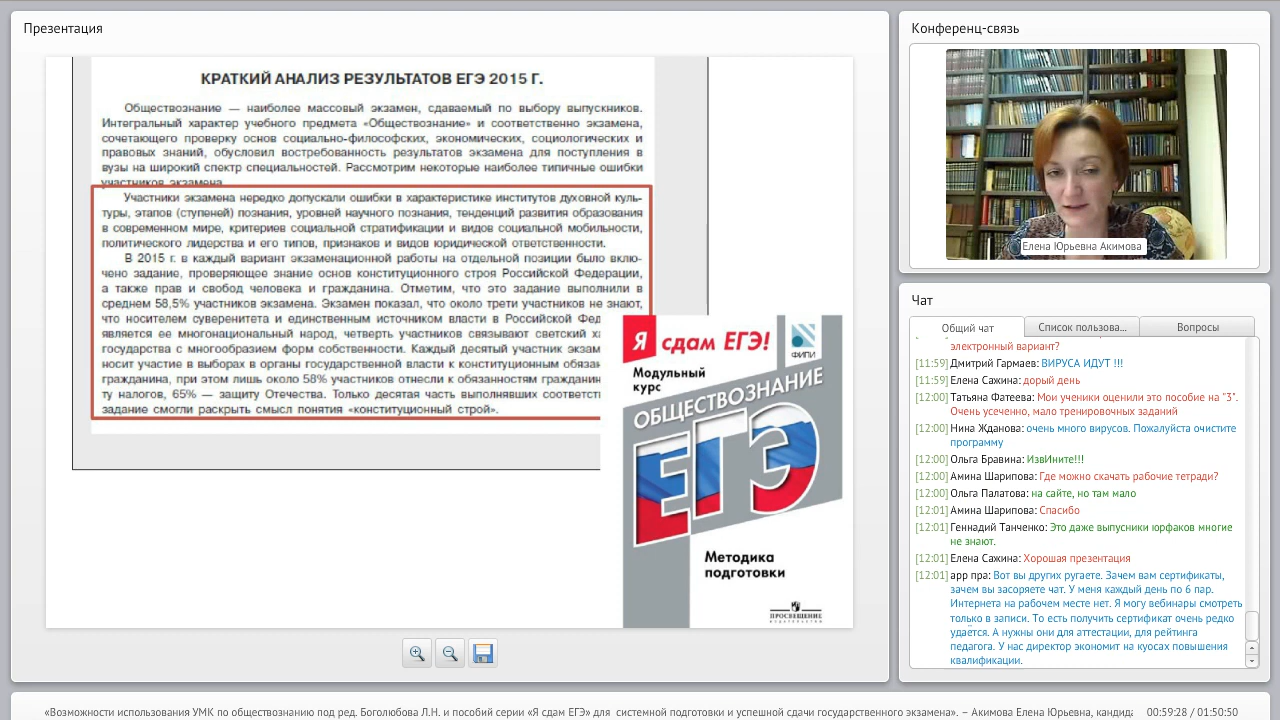 Презентация
КРАТКИЙ АНАЛИЗ РЕЗУЛЬТАТОВ ЕГЭ 2015 Г.
Обществознание — наиболее массовый экзамен, сдаваемый по выбору выпускников.
Интегральный характер учебного предмета «Обществознание» и соответственно экзамена,
сочетающего проверку основ социально-философских, экономических, социологических и
правовых знаний, обусловил востребованность результатов экзамена для поступления в
вузы на широкий спектр специальностей. Рассмотрим некоторые наиболее типичные ошибки
участников экзамена.
Участники экзамена нередко допускали ошибки в характеристике институтов духовной куль-
туры, этапов (ступеней) познания, уровней научного познания, тенденций развития образования
в современном мире, критериев социальной стратификации и видов социальной мобильности,
политического лидерства и его типов, признаков и видов юридической ответственности.
В 2015 г. в каждый вариант экзаменационной работы на отдельной позиции было вклю-
чено задание, проверяющее знание основ конституционного строя Российской Федерации,
а также прав и свобод человека и гражданина. Отметим, что это задание выполнили в
среднем 58,5% участников экзамена. Экзамен показал, что около трети участников не знают,
что носителем суверенитета и единственным источником власти в Российской Фед
является ее многонациональный народ, четверть участников связывают светский ха
государства с многообразием форм собственности. Каждый десятый участник экзам
носит участие в выборах в органы государственной власти к конституционным обязан
гражданина, при этом лишь около 58% участников отнесли к обязанностям гражданин
ту налогов, 65% — защиту Отечества. Только десятая часть выполнявших соответст
задание смогли раскрыть смысл понятия «конституционный строй».
Я сдам ЕГЭ!
ФИПИ
Модульный
курс
ОБЩЕСТВОЗНАНИЕ
ЕГЭ
Методика
подготовки
ПРОСВЕЩЕНИЕ
ИЗДАТЕЛЬСТВО
Конференц-связь
Елена Юрьевна Акимова
Чат
Общий чат
Список пользова...
Вопросы
электронный вариант?
[11:59] Дмитрий Гармаев: ВИРУСА ИДУТ !!!
[11:59] Елена Сахина: дорый день
[12:00] Татьяна Фатеева: Мои ученики оценили это пособие на "3".
Очень усеченно, мало тренировочных заданий
[12:00] Нина Жданова: очень много вирусов. Пожалуйста очистите
программу
[12:00] Ольга Бравина: ИзвИните!!!
[12:00] Амина Шарипова: Где можно скачать рабочие тетради?
[12:00] Ольга Палатова: на сайте, но там мало
[12:01] Амина Шарипова: Спасибо
[12:01] Геннадий Танченко: Это даже выпусники юрфаков многие
не знают.
[12:01] Елена Сахина: Хорошая презентация
[12:01] арр пра: Вот вы других ругаете. Зачем вам сертификаты,
зачем вы засоряете чат. У меня каждый день по 6 пар.
Интернета на рабочем месте нет. Я могу вебинары смотреть
только в записи. То есть получить сертификат очень редко
удаётся. А нужны они для аттестации, для рейтинга
педагога. У нас директор экономит на куосах повышения
квалификации.
«Возможности использования УМК по обществознанию под ред. Боголюбова Л.Н. и пособий серии «Я сдам ЕГЭ» для системной подготовки и успешной сдачи государственного экзамена». – Акимова Елена Юрьевна, кандида
00:59:28 / 01:50:50